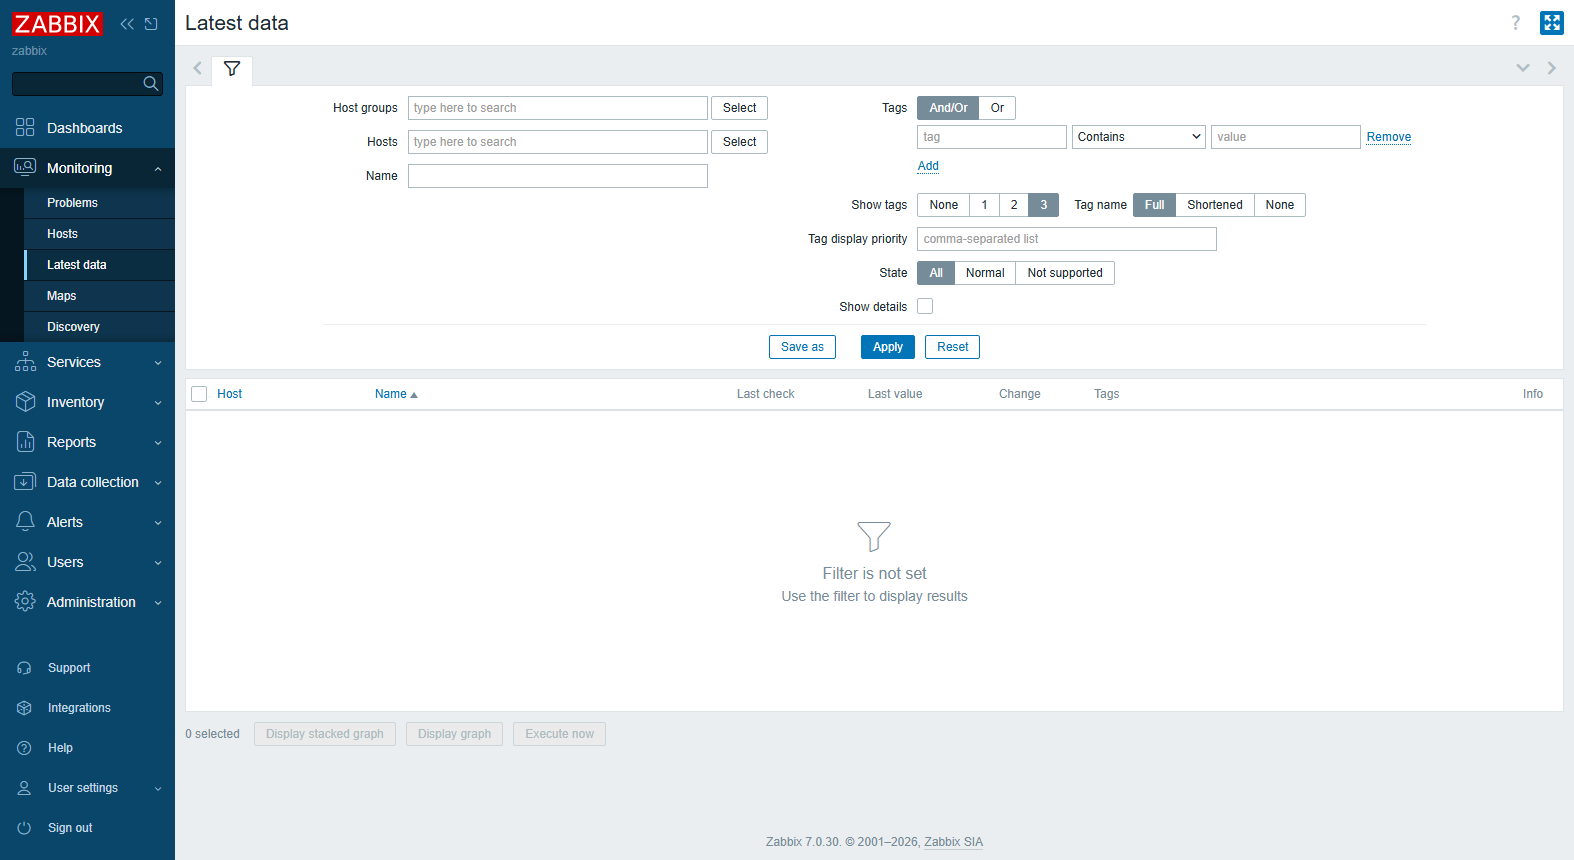 ZABBIX
zabbix
Dashboards
Monitoring
Problems
Hosts
Latest data
Maps
Discovery
Services
Inventory
Reports
Data collection
Alerts
Users
Administration
Support
Integrations
Help
User settings
Sign out
Latest data
?
Host groups type here to search Select
Hosts type here to search Select
Name
Tags And/Or Or
tag Contains value Remove
Add
Show tags None 1 2 3 Tag name Full Shortened None
Tag display priority comma-separated list
State All Normal Not supported
Show details
Save as Apply Reset
Host Name Last check Last value Change Tags Info
Filter is not set
Use the filter to display results
0 selected Display stacked graph Display graph Execute now
Zabbix 7.0.30. © 2001–2026, Zabbix SIA